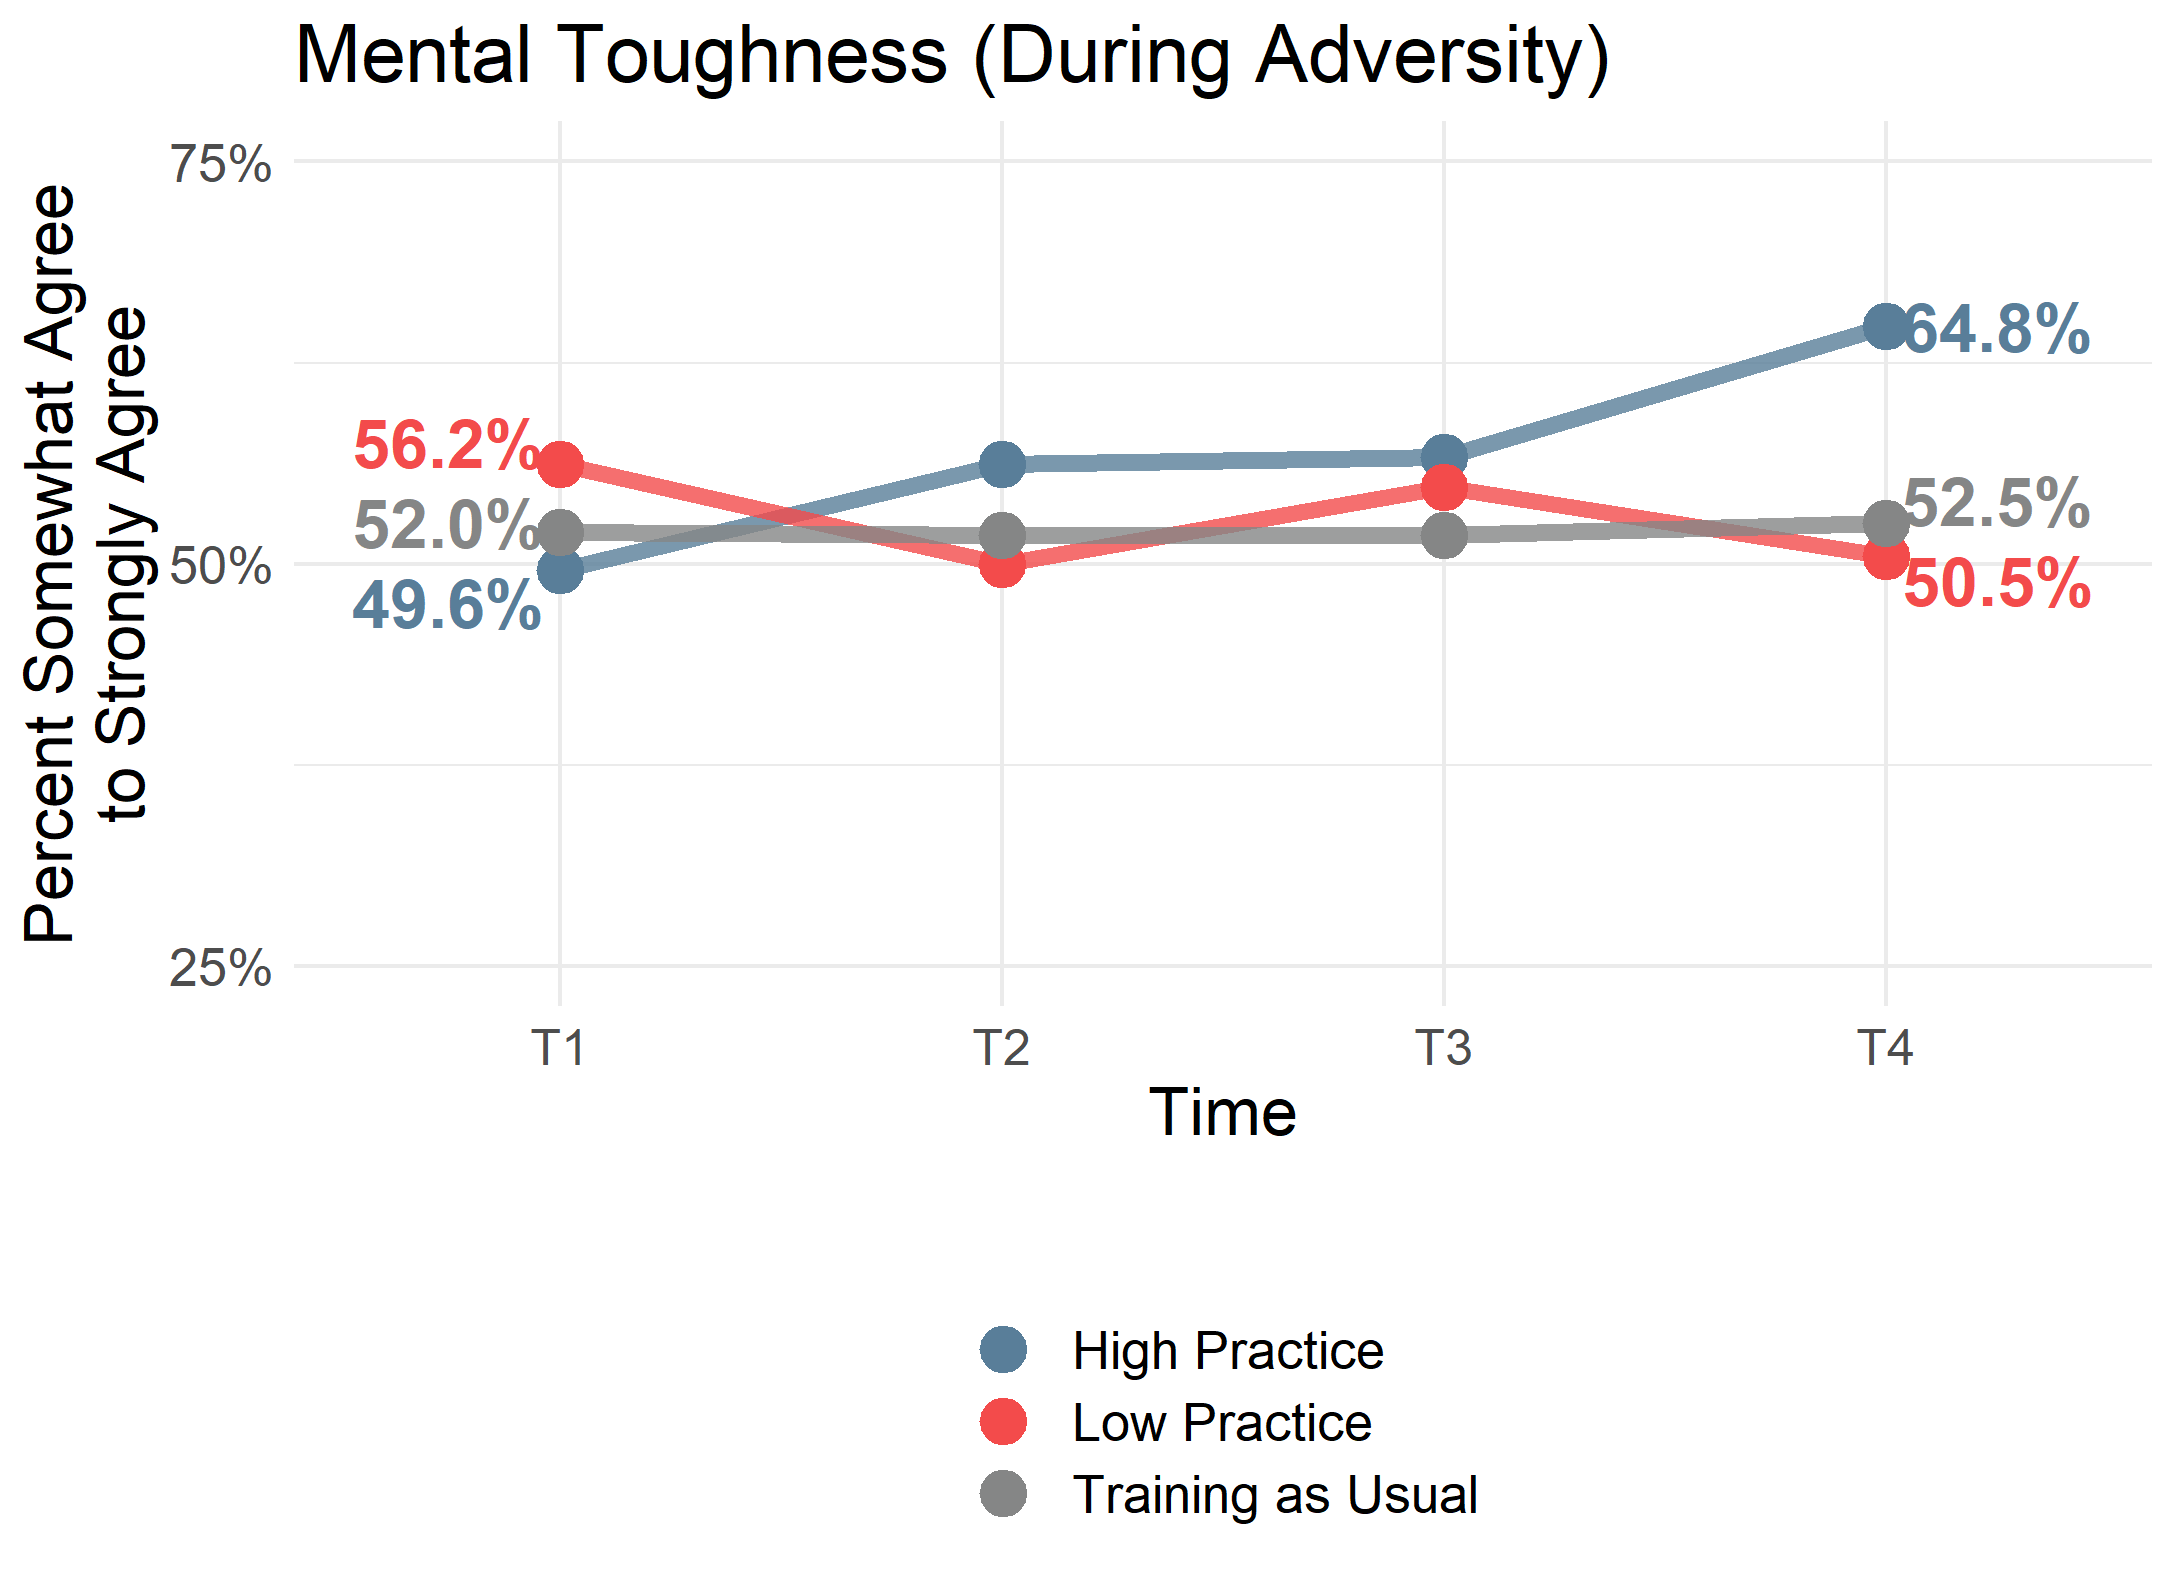 Mental Toughness (During Adversity)
Percent Somewhat Agree
to Strongly Agree
75%
50%
25%
56.2%
52.0%
49.6%
64.8%
52.5%
50.5%
T1
T2
T3
T4
Time
High Practice
Low Practice
Training as Usual